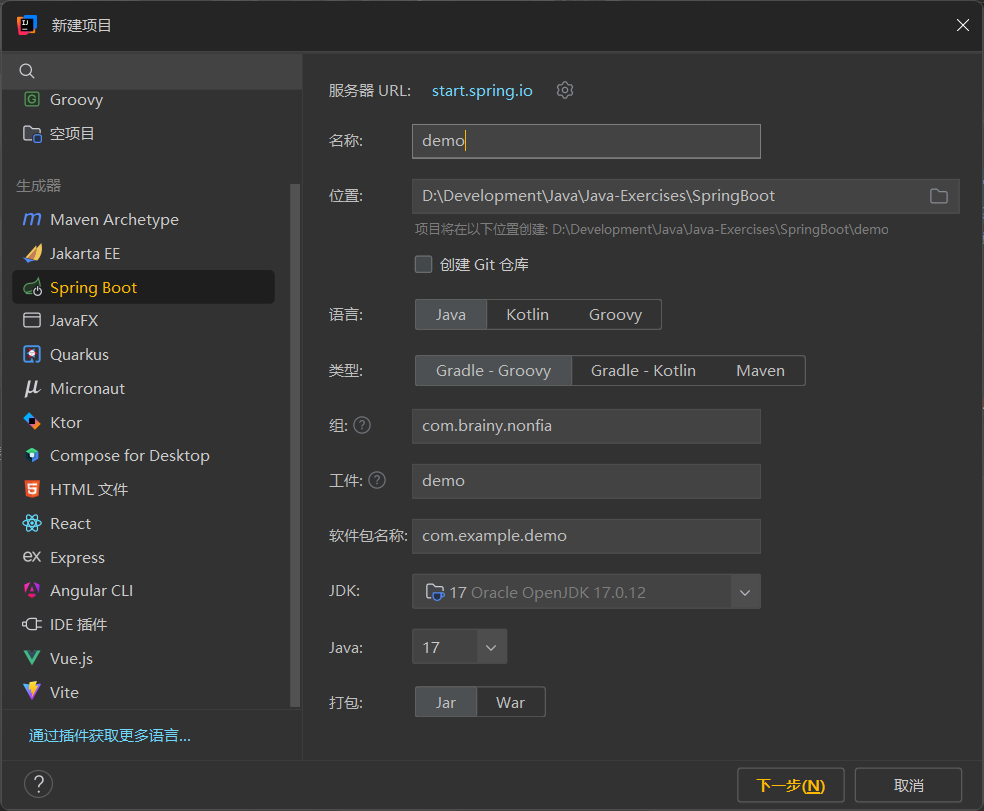 新建项目
Groovy
空项目
生成器
Maven Archetype
Jakarta EE
Spring Boot
JavaFX
Quarkus
Micronaut
Ktor
Compose for Desktop
HTML 文件
React
Express
Angular CLI
IDE 插件
Vue.js
Vite
通过插件获取更多语言...
服务器 URL: start.spring.io
名称: demo
位置: D:\Development\Java\Java-Exercises\SpringBoot
项目将在以下位置创建: D:\Development\Java\Java-Exercises\SpringBoot\demo
创建 Git 仓库
语言: Java Kotlin Groovy
类型: Gradle - Groovy Gradle - Kotlin Maven
组: ? com.brainy.nonfia
工件: ? demo
软件包名称: com.example.demo
JDK: 17 Oracle OpenJDK 17.0.12
Java: 17
打包: Jar War
? 下一步(N) 取消